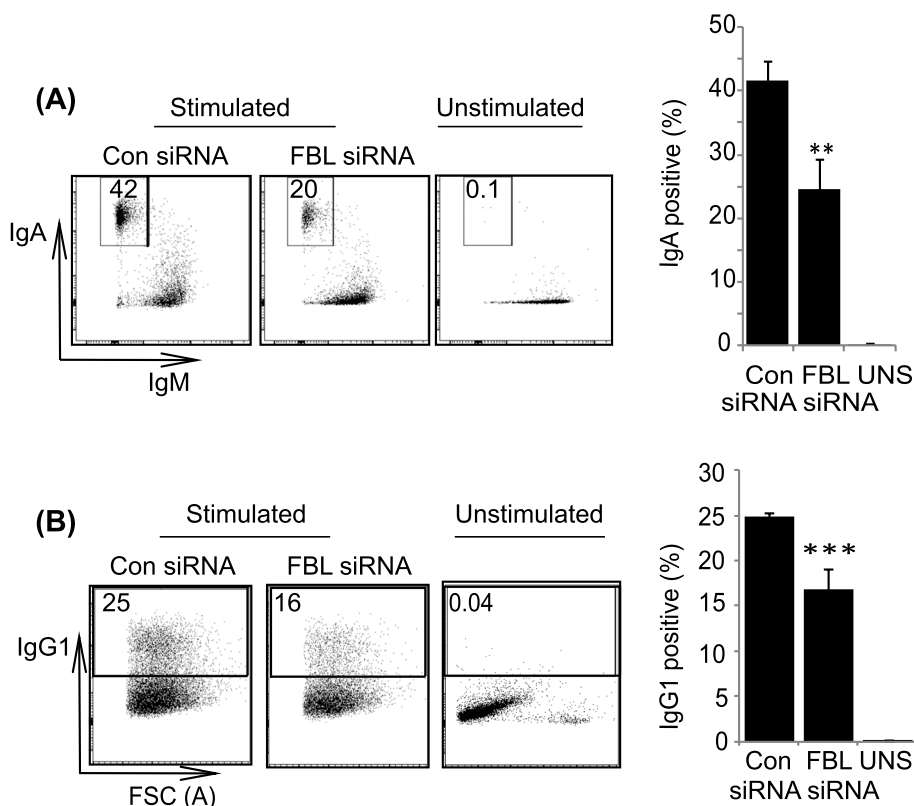 (A)
Stimulated
Unstimulated
Con siRNA
FBL siRNA
42
20
0.1
IgA
IgM
50
40
30
20
10
0
IgA positive (%)
**
Con FBL UNS
siRNA siRNA
(B)
Stimulated
Unstimulated
Con siRNA
FBL siRNA
25
16
0.04
IgG1
FSC (A)
30
25
20
15
10
5
0
IgG1 positive (%)
***
Con FBL UNS
siRNA siRNA